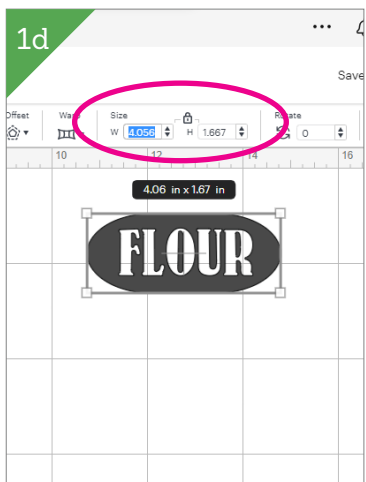 1d
...
Save
Offset Warp Size Rotate
W 4.056 H 1.667 0
10 12 14 16
4.06 in x 1.67 in
FLOUR